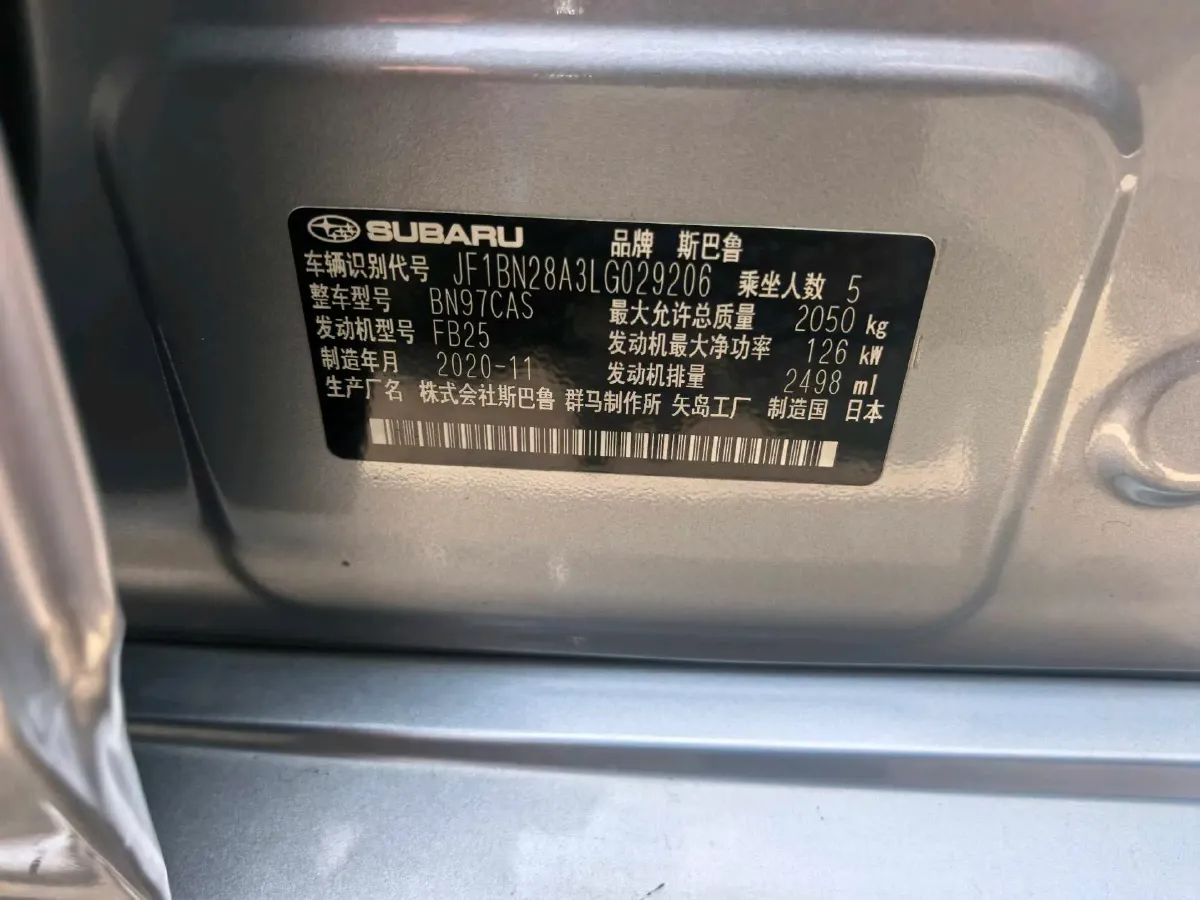 SUBARU 品牌 斯巴鲁
车辆识别代号 JF1BN28A3LG029206 乘坐人数 5
整车型号 BN97CAS 最大允许总质量 2050 kg
发动机型号 FB25 发动机最大净功率 126 kW
制造年月 2020-11 发动机排量 2498 ml
生产厂名 株式会社斯巴鲁 群马制作所 矢岛工厂 制造国 日本